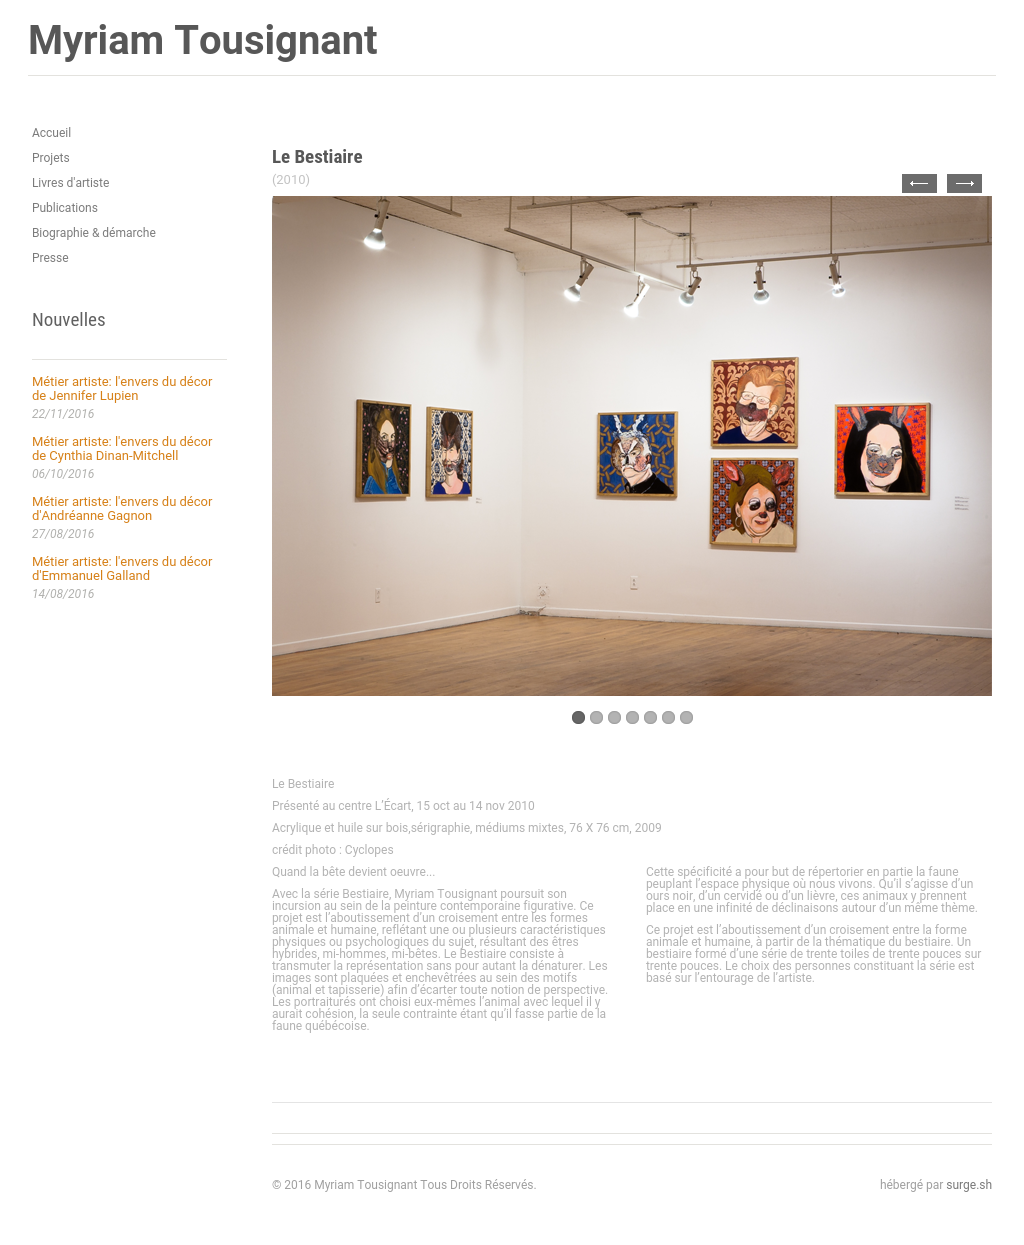 Myriam Tousignant
Accueil
Projets
Livres d'artiste
Publications
Biographie & démarche
Presse
Nouvelles
Métier artiste: l'envers du décor
de Jennifer Lupien
22/11/2016
Métier artiste: l'envers du décor
de Cynthia Dinan-Mitchell
06/10/2016
Métier artiste: l'envers du décor
d'Andréanne Gagnon
27/08/2016
Métier artiste: l'envers du décor
d'Emmanuel Galland
14/08/2016
Le Bestiaire
(2010)
Le Bestiaire
Présenté au centre L'Écart, 15 oct au 14 nov 2010
Acrylique et huile sur bois,sérigraphie, médiums mixtes, 76 X 76 cm, 2009
crédit photo : Cyclopes
Quand la bête devient oeuvre...
Avec la série Bestiaire, Myriam Tousignant poursuit son
incursion au sein de la peinture contemporaine figurative. Ce
projet est l'aboutissement d'un croisement entre les formes
animale et humaine, reflétant une ou plusieurs caractéristiques
physiques ou psychologiques du sujet, résultant des êtres
hybrides, mi-hommes, mi-bêtes. Le Bestiaire consiste à
transmuter la représentation sans pour autant la dénaturer. Les
images sont plaquées et enchevêtrées au sein des motifs
(animal et tapisserie) afin d'écarter toute notion de perspective.
Les portraiturés ont choisi eux-mêmes l'animal avec lequel il y
aurait cohésion, la seule contrainte étant qu'il fasse partie de la
faune québécoise.
Cette spécificité a pour but de répertorier en partie la faune
peuplant l'espace physique où nous vivons. Qu'il s'agisse d'un
ours noir, d'un cervidé ou d'un lièvre, ces animaux y prennent
place en une infinité de déclinaisons autour d'un même thème.
Ce projet est l'aboutissement d'un croisement entre la forme
animale et humaine, à partir de la thématique du bestiaire. Un
bestiaire formé d'une série de trente toiles de trente pouces sur
trente pouces. Le choix des personnes constituant la série est
basé sur l'entourage de l'artiste.
© 2016 Myriam Tousignant Tous Droits Réservés.
hébergé par surge.sh